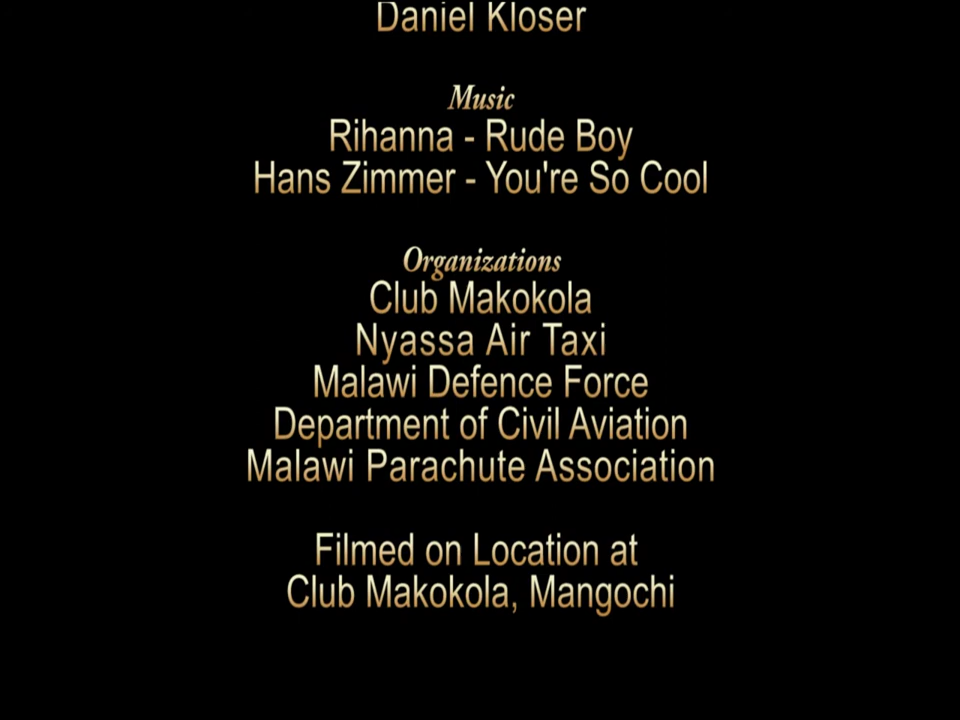 Daniel Kloser
Music
Rihanna - Rude Boy
Hans Zimmer - You're So Cool
Organizations
Club Makokola
Nyassa Air Taxi
Malawi Defence Force
Department of Civil Aviation
Malawi Parachute Association
Filmed on Location at
Club Makokola, Mangochi